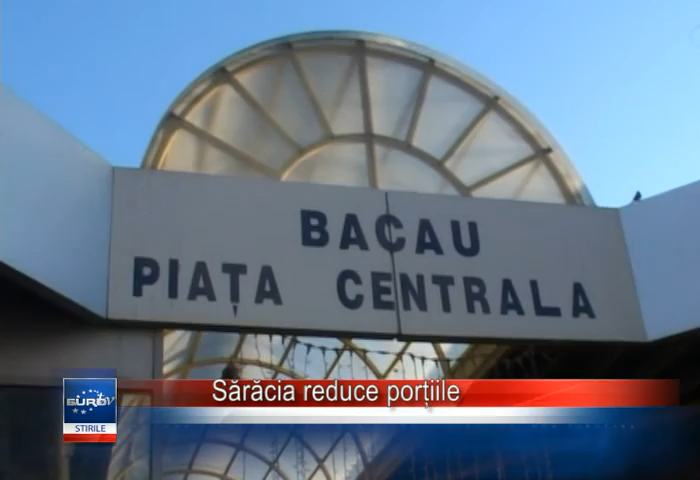 BACAU
PIAȚA CENTRALA
Sărăcia reduce porțiile
EURO TV
STIRILE